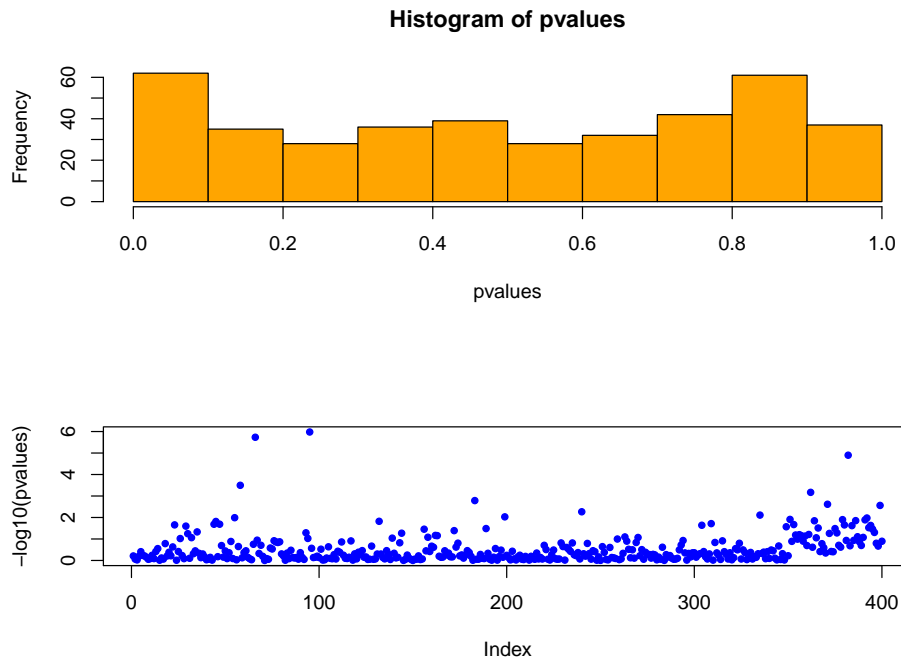 Histogram of pvalues
Frequency
0 20 40 60
0.0 0.2 0.4 0.6 0.8 1.0
pvalues
−log10(pvalues)
0 2 4 6
0 100 200 300 400
Index